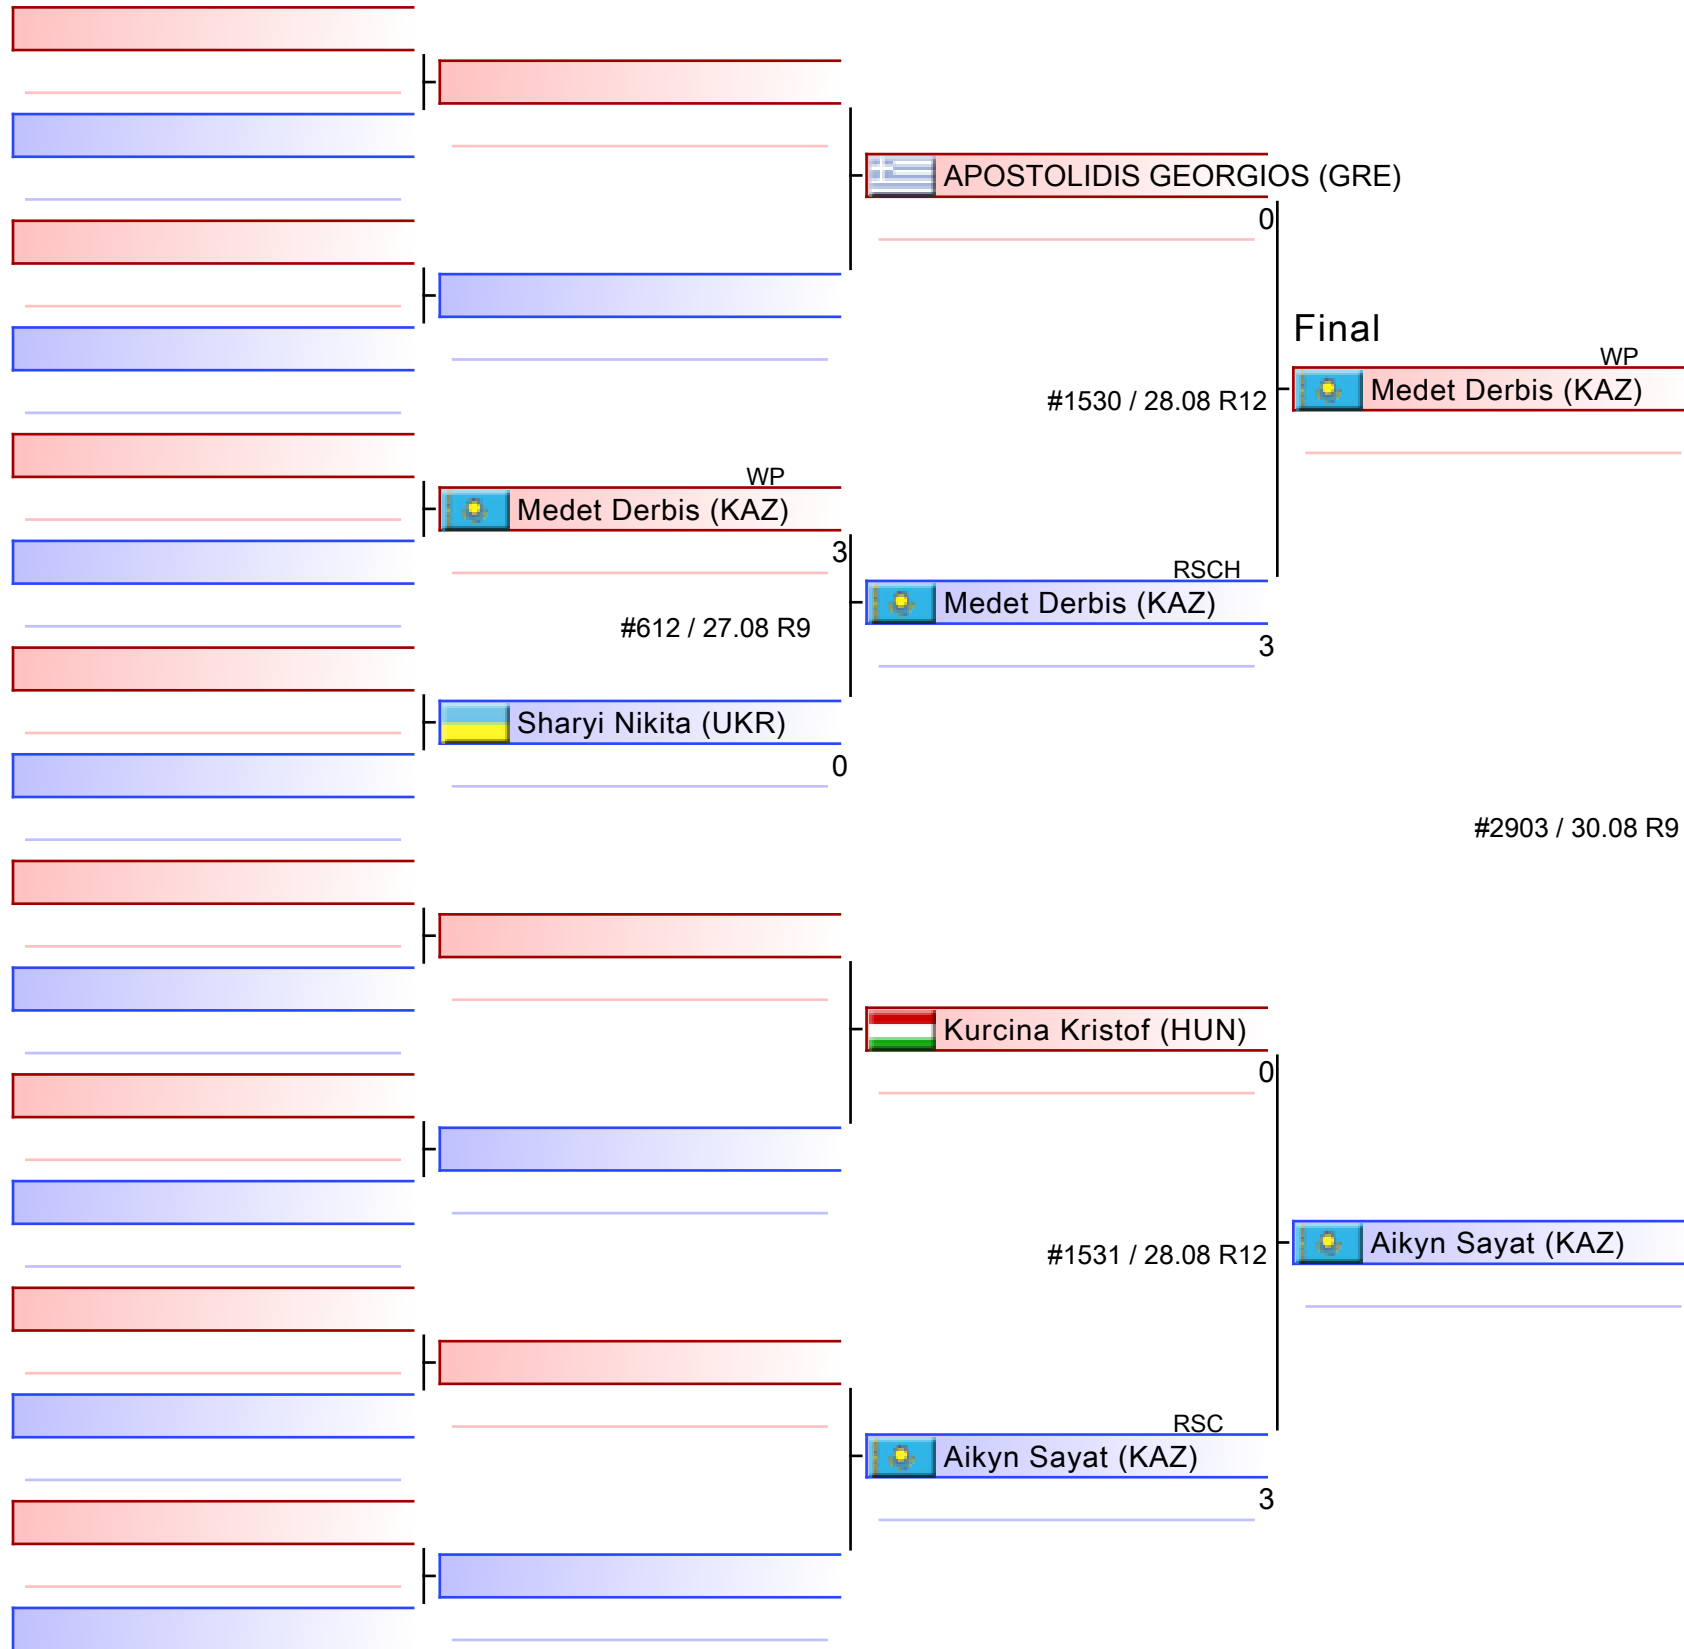 APOSTOLIDIS GEORGIOS (GRE)
0
Final
WP
#1530 / 28.08 R12
Medet Derbis (KAZ)
WP
Medet Derbis (KAZ)
3
RSCH
Medet Derbis (KAZ)
#612 / 27.08 R9
3
Sharyi Nikita (UKR)
0
#2903 / 30.08 R9
Kurcina Kristof (HUN)
0
#1531 / 28.08 R12
Aikyn Sayat (KAZ)
RSC
Aikyn Sayat (KAZ)
3